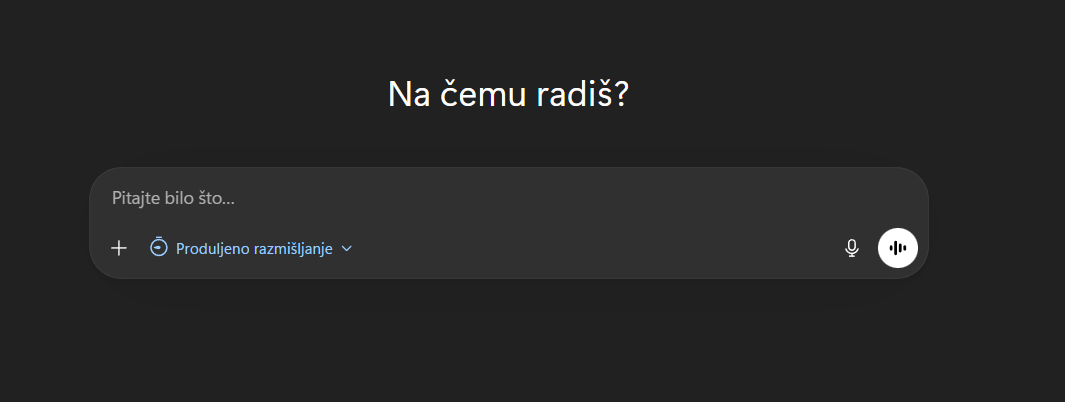 Na čemu radiš?
Pitajte bilo što...
Produljeno razmišljanje